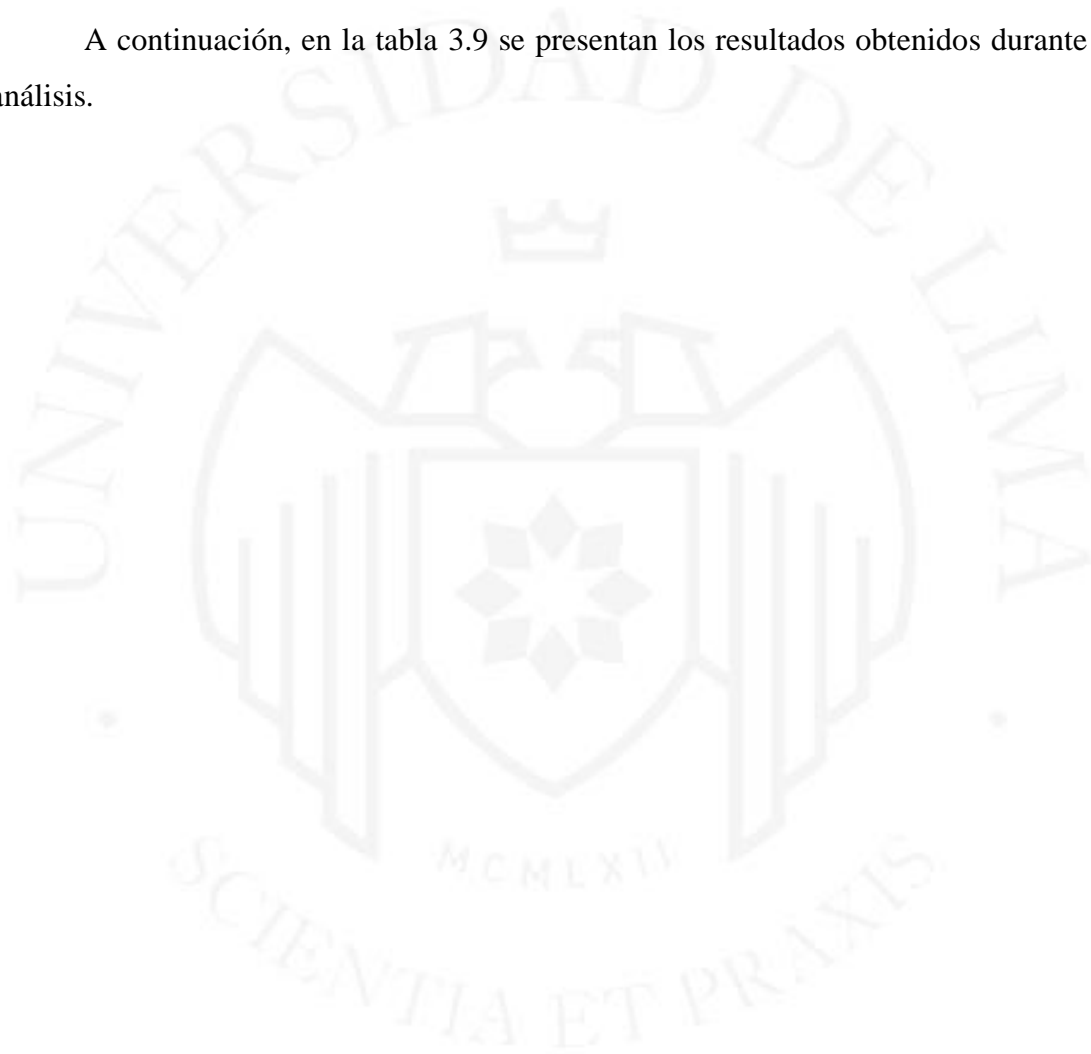 A continuación, en la tabla 3.9 se presentan los resultados obtenidos durante
análisis.
UNIVERSIDAD DE LIMA
MCMLXII
SCIENTIA ET PRAXIS